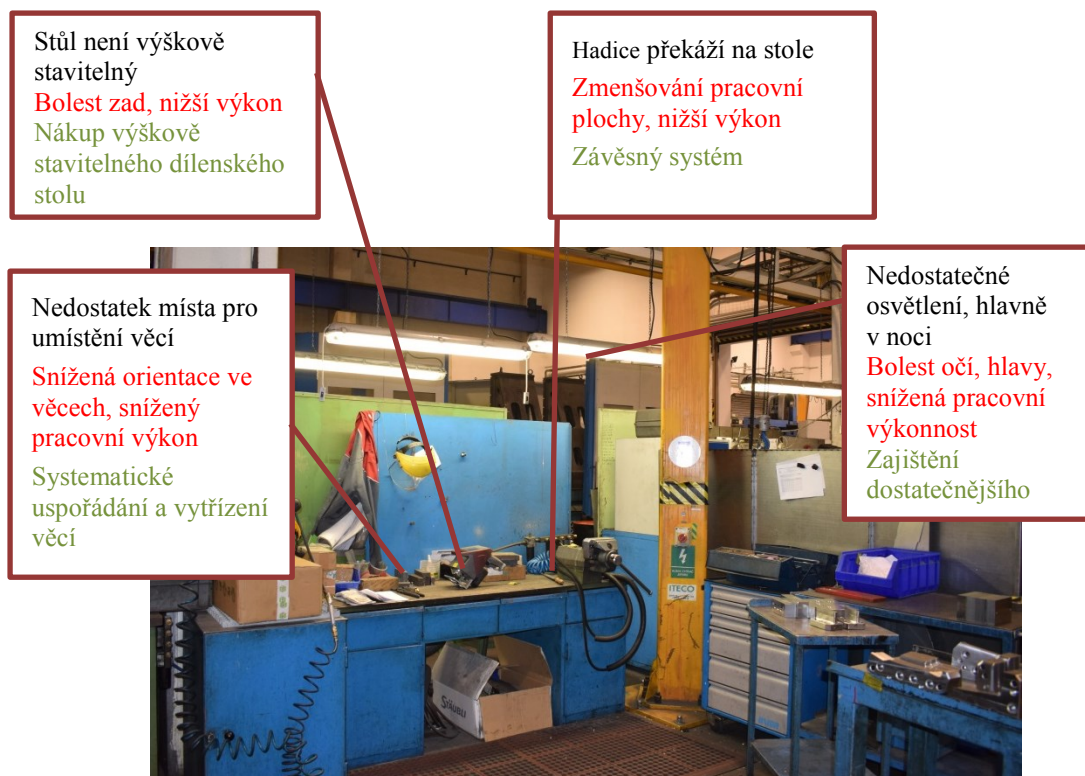 Stůl není výškově
stavitelný
Bolest zad, nižší výkon
Nákup výškově
stavitelného dílenského
stolu
Hadice překáží na stole
Zmenšování pracovní
plochy, nižší výkon
Závěsný systém
Nedostatek místa pro
umístění věcí
Snížená orientace ve
věcech, snížený
pracovní výkon
Systematické
uspořádání a vytřízení
věcí
Nedostatečné
osvětlení, hlavně
v noci
Bolest očí, hlavy,
snížená pracovní
výkonnost
Zajištění
dostatečnějšího
ITECO
STÄUBLI